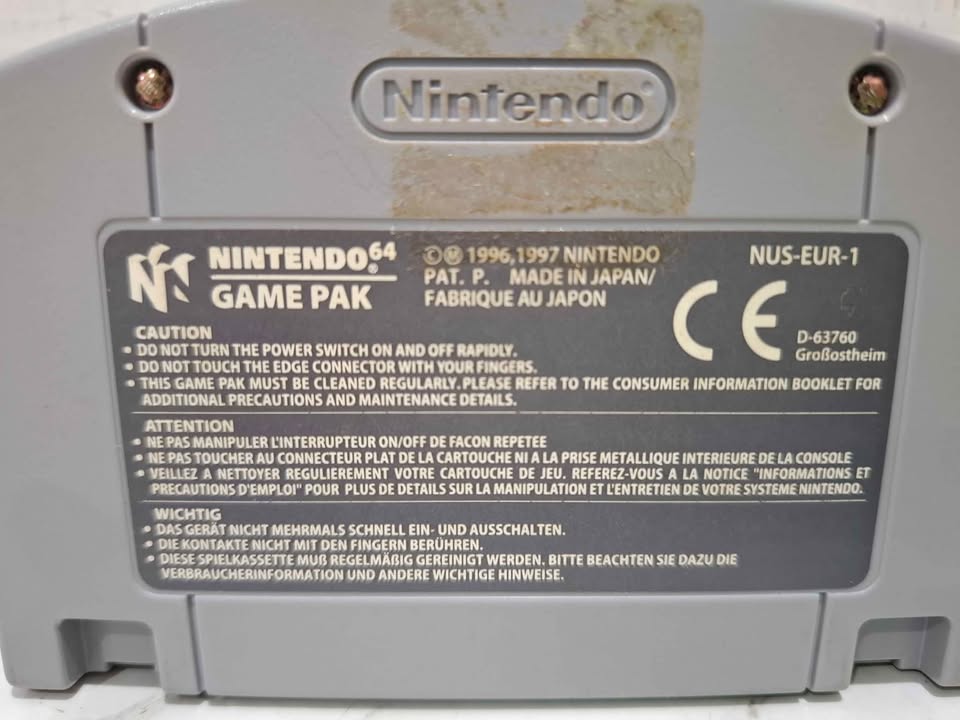 Nintendo®
NINTENDO⁶⁴®
GAME PAK
©Ⓜ 1996,1997 NINTENDO
PAT. P. MADE IN JAPAN/
FABRIQUE AU JAPON
NUS-EUR-1
CE
D-63760
Großostheim
CAUTION
• DO NOT TURN THE POWER SWITCH ON AND OFF RAPIDLY.
• DO NOT TOUCH THE EDGE CONNECTOR WITH YOUR FINGERS.
• THIS GAME PAK MUST BE CLEANED REGULARLY. PLEASE REFER TO THE CONSUMER INFORMATION BOOKLET FOR
ADDITIONAL PRECAUTIONS AND MAINTENANCE DETAILS.
ATTENTION
• NE PAS MANIPULER L'INTERRUPTEUR ON/OFF DE FACON REPETEE
• NE PAS TOUCHER AU CONNECTEUR PLAT DE LA CARTOUCHE NI A LA PRISE METALLIQUE INTERIEURE DE LA CONSOLE
• VEILLEZ A NETTOYER REGULIEREMENT VOTRE CARTOUCHE DE JEU. REFEREZ-VOUS A LA NOTICE "INFORMATIONS ET
PRECAUTIONS D'EMPLOI" POUR PLUS DE DETAILS SUR LA MANIPULATION ET L'ENTRETIEN DE VOTRE SYSTEME NINTENDO.
WICHTIG
• DAS GERÄT NICHT MEHRMALS SCHNELL EIN- UND AUSSCHALTEN.
• DIE KONTAKTE NICHT MIT DEN FINGERN BERÜHREN.
• DIESE SPIELKASSETTE MUß REGELMÄßIG GEREINIGT WERDEN. BITTE BEACHTEN SIE DAZU DIE
VERBRAUCHERINFORMATION UND ANDERE WICHTIGE HINWEISE.